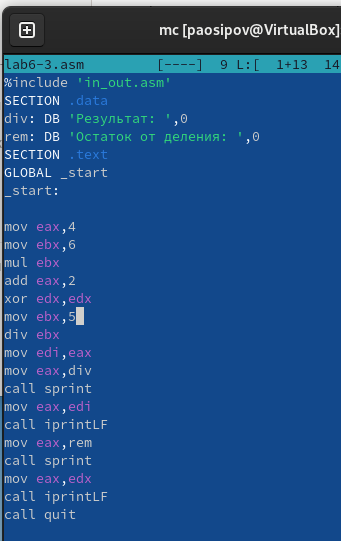 mc [paosipov@VirtualBox]
lab6-3.asm [----] 9 L:[ 1+13 14
%include 'in_out.asm'
SECTION .data
div: DB 'Результат: ',0
rem: DB 'Остаток от деления: ',0
SECTION .text
GLOBAL _start
_start:
mov eax,4
mov ebx,6
mul ebx
add eax,2
xor edx,edx
mov ebx,5
div ebx
mov edi,eax
mov eax,div
call sprint
mov eax,edi
call iprintLF
mov eax,rem
call sprint
mov eax,edx
call iprintLF
call quit